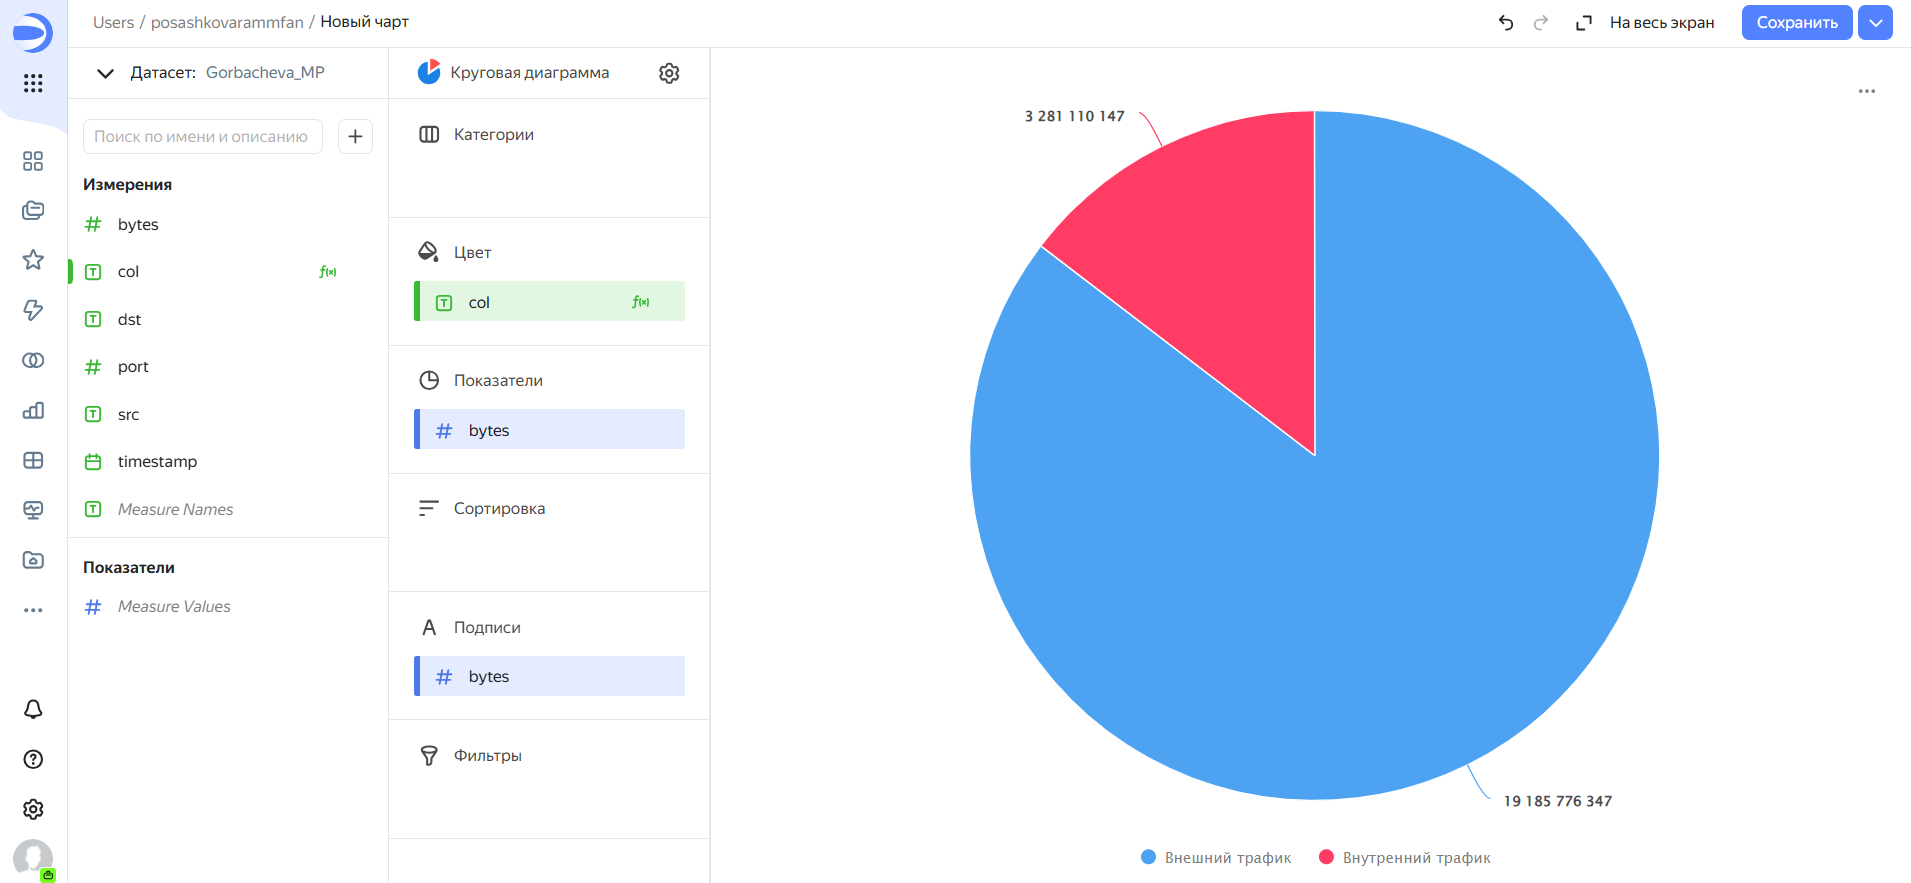 Users / posashkovarammfan / Новый чарт
На весь экран
Сохранить
Датасет: Gorbacheva_MP
Поиск по имени и описанию
Измерения
bytes
col
dst
port
src
timestamp
Measure Names
Показатели
Measure Values
Круговая диаграмма
Категории
Цвет
col
Показатели
bytes
Сортировка
Подписи
bytes
Фильтры
3 281 110 147
19 185 776 347
Внешний трафик
Внутренний трафик